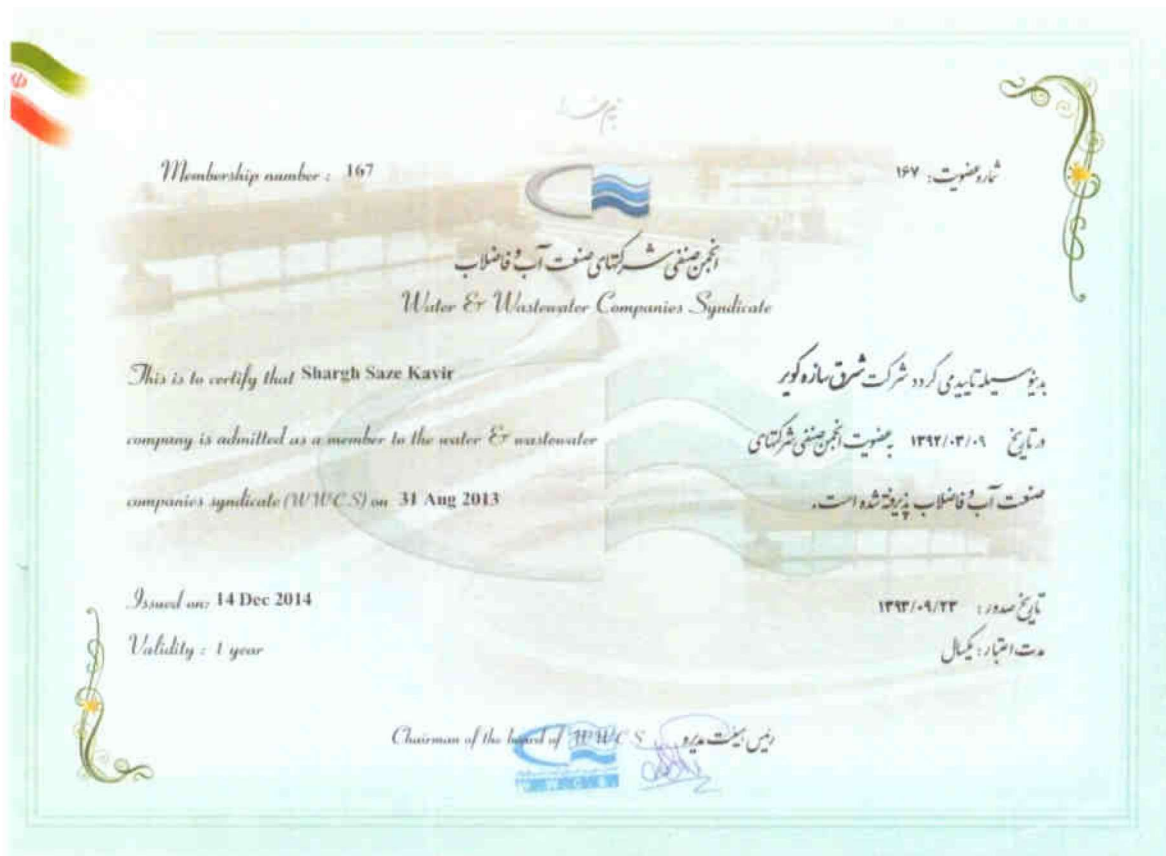 بنام خدا
Membership number : 167
شماره عضویت: ۱۶۷
انجمن صنفی شرکتهای صنعت آب و فاضلاب
Water & Wastewater Companies Syndicate
This is to certify that Shargh Saze Kavir
company is admitted as a member to the water & wastewater
companies syndicate (W.W.C.S) on 31 Aug 2013
بدینوسیله تایید می گردد شرکت شرق سازه کویر
در تاریخ ۱۳۹۲/۰۳/۰۹ به عضویت انجمن صنفی شرکتهای
صنعت آب و فاضلاب پذیرفته شده است.
Issued on: 14 Dec 2014
Validity : 1 year
تاریخ صدور : ۱۳۹۳/۰۹/۲۳
مدت اعتبار : یکسال
Chairman of the board of W.W.C.S
رئیس هیئت مدیره